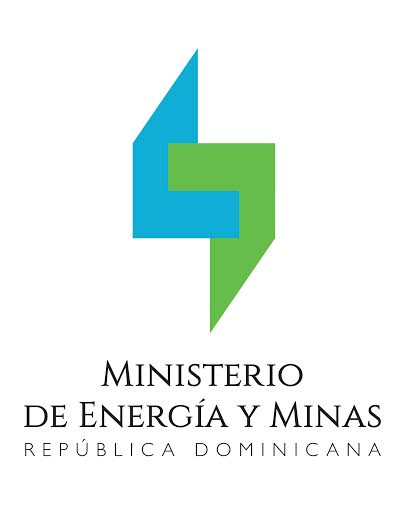 Ministerio
de Energía y Minas
REPÚBLICA DOMINICANA